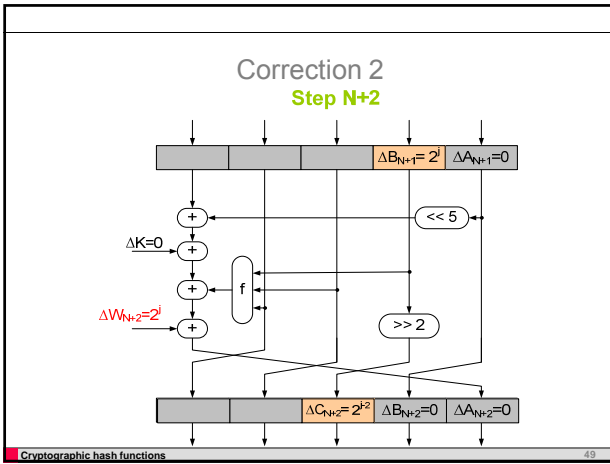 Correction 2
Step N+2
ΔB_{N+1}= 2^j ΔA_{N+1}=0
+ << 5
ΔK=0 +
+ f
ΔW_{N+2}=2^j + >> 2
ΔC_{N+2}= 2^{j-2} ΔB_{N+2}=0 ΔA_{N+2}=0
Cryptographic hash functions 49